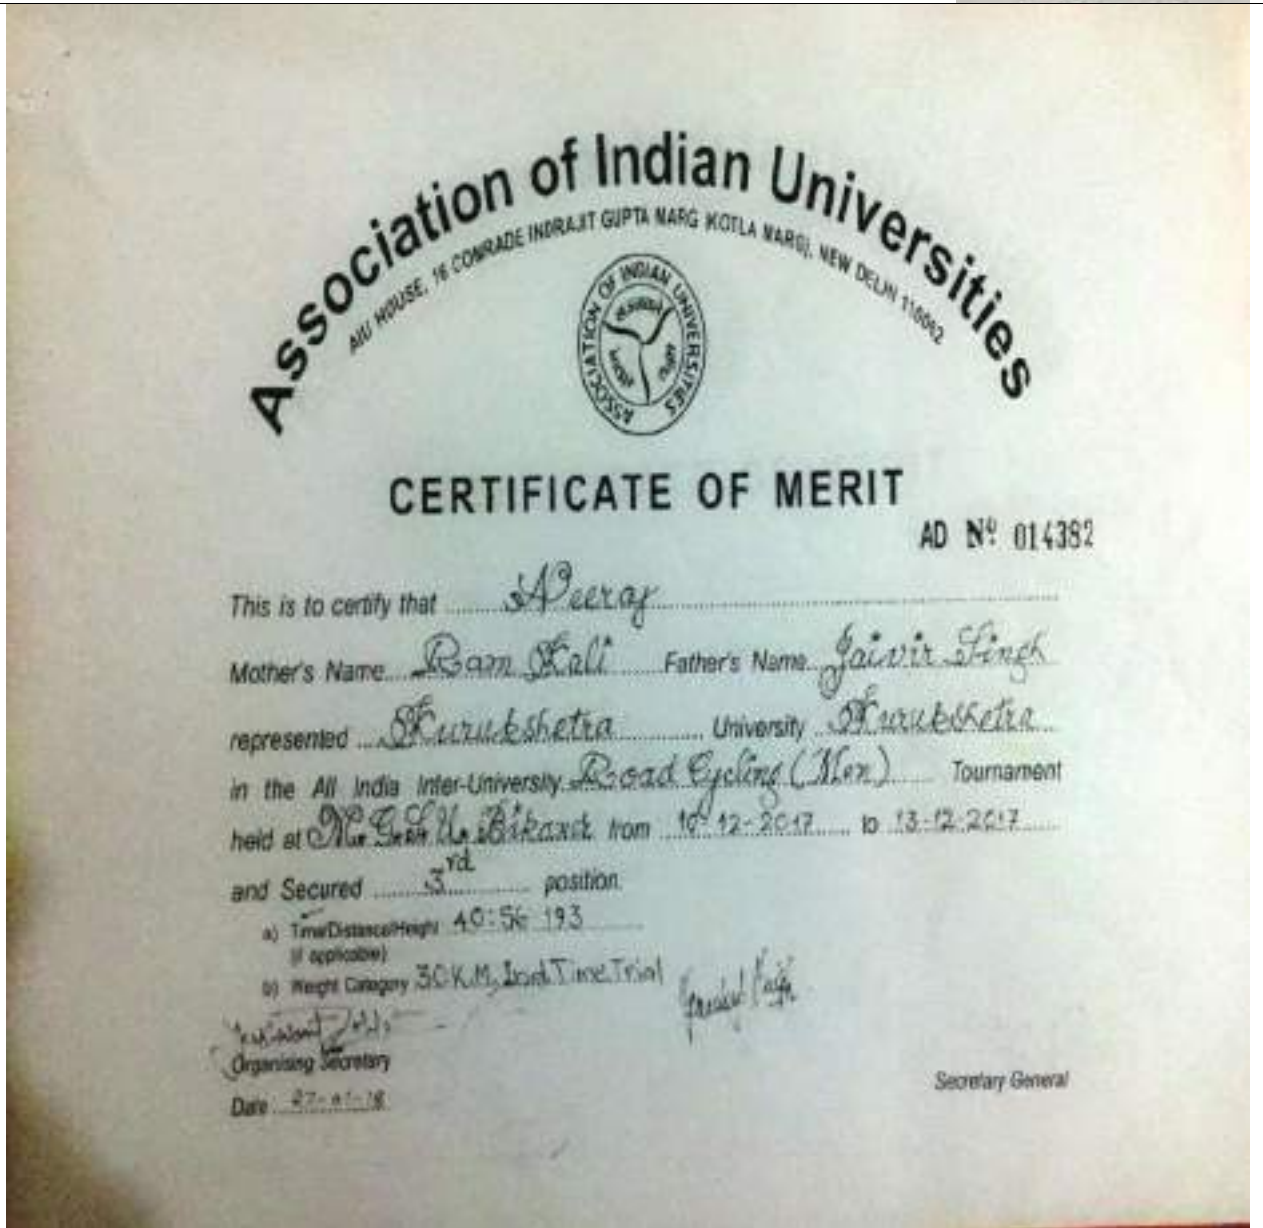 Association of Indian Universities
AIU HOUSE, 16 COMRADE INDRAJIT GUPTA MARG (KOTLA MARG), NEW DELHI 110002
ASSOCIATION OF INDIAN UNIVERSITIES
CERTIFICATE OF MERIT
AD Nº 014382
This is to certify that Neeraj
Mother's Name Ram Kali Father's Name Jaivir Singh
represented Kurukshetra University Kurukshetra
in the All India Inter-University Road Cycling (Men) Tournament
held at M.G.S.U. Bikaner from 10-12-2017 to 13-12-2017
and Secured 3rd position.
a) Time/Distance/Height 40:56 193
(if applicable)
b) Weight Category 30 K.M, Time Trial
Organising Secretary
Secretary General
Date 27-01-18